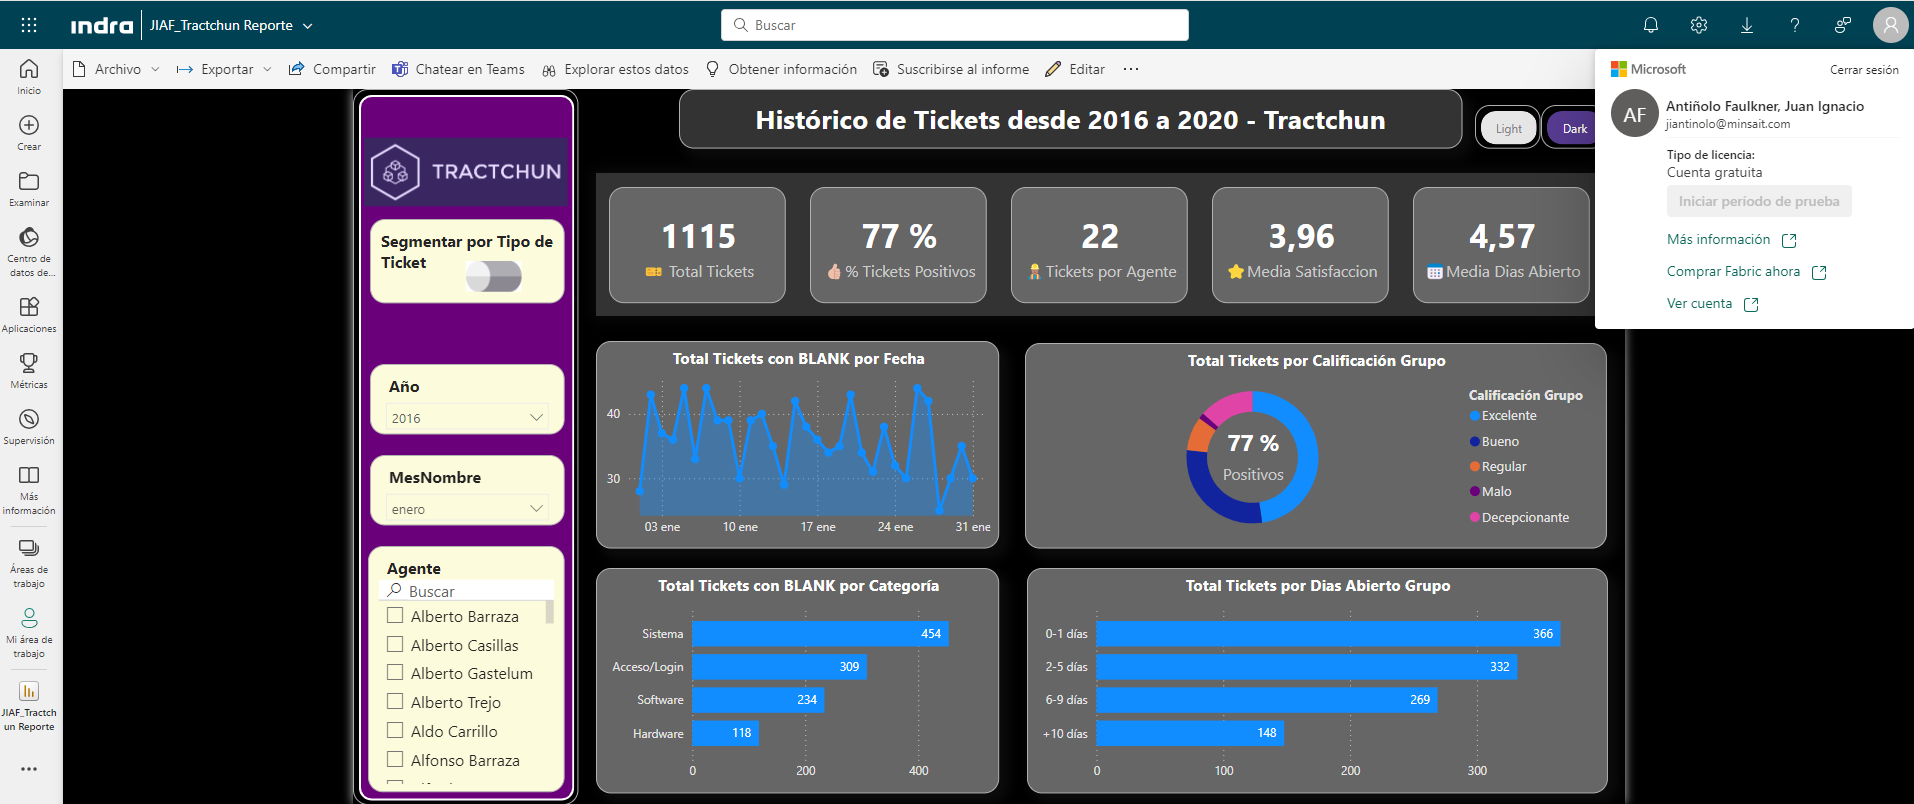 indra
JIAF_Tractchun Reporte
Buscar
Archivo
Exportar
Compartir
Chatear en Teams
Explorar estos datos
Obtener información
Suscribirse al informe
Editar
Inicio
Crear
Examinar
Centro de
datos de...
Aplicaciones
Métricas
Supervisión
Más
información
Áreas de
trabajo
Mi área de
trabajo
JIAF_Tractch
un Reporte
Microsoft
Cerrar sesión
AF
Antiñolo Faulkner, Juan Ignacio
jiantinolo@minsait.com
Tipo de licencia:
Cuenta gratuita
Iniciar período de prueba
Más información
Comprar Fabric ahora
Ver cuenta
TRACTCHUN
Segmentar por Tipo de
Ticket
Año
2016
MesNombre
enero
Agente
Buscar
Alberto Barraza
Alberto Casillas
Alberto Gastelum
Alberto Trejo
Aldo Carrillo
Alfonso Barraza
Histórico de Tickets desde 2016 a 2020 - Tractchun
Light
Dark
1115
Total Tickets
77 %
% Tickets Positivos
22
Tickets por Agente
3,96
Media Satisfaccion
4,57
Media Dias Abierto
Total Tickets con BLANK por Fecha
40
30
03 ene
10 ene
17 ene
24 ene
31 ene
Total Tickets por Calificación Grupo
77 %
Positivos
Calificación Grupo
Excelente
Bueno
Regular
Malo
Decepcionante
Total Tickets con BLANK por Categoría
Sistema
454
Acceso/Login
309
Software
234
Hardware
118
0
200
400
Total Tickets por Dias Abierto Grupo
0-1 días
366
2-5 días
332
6-9 días
269
+10 días
148
0
100
200
300